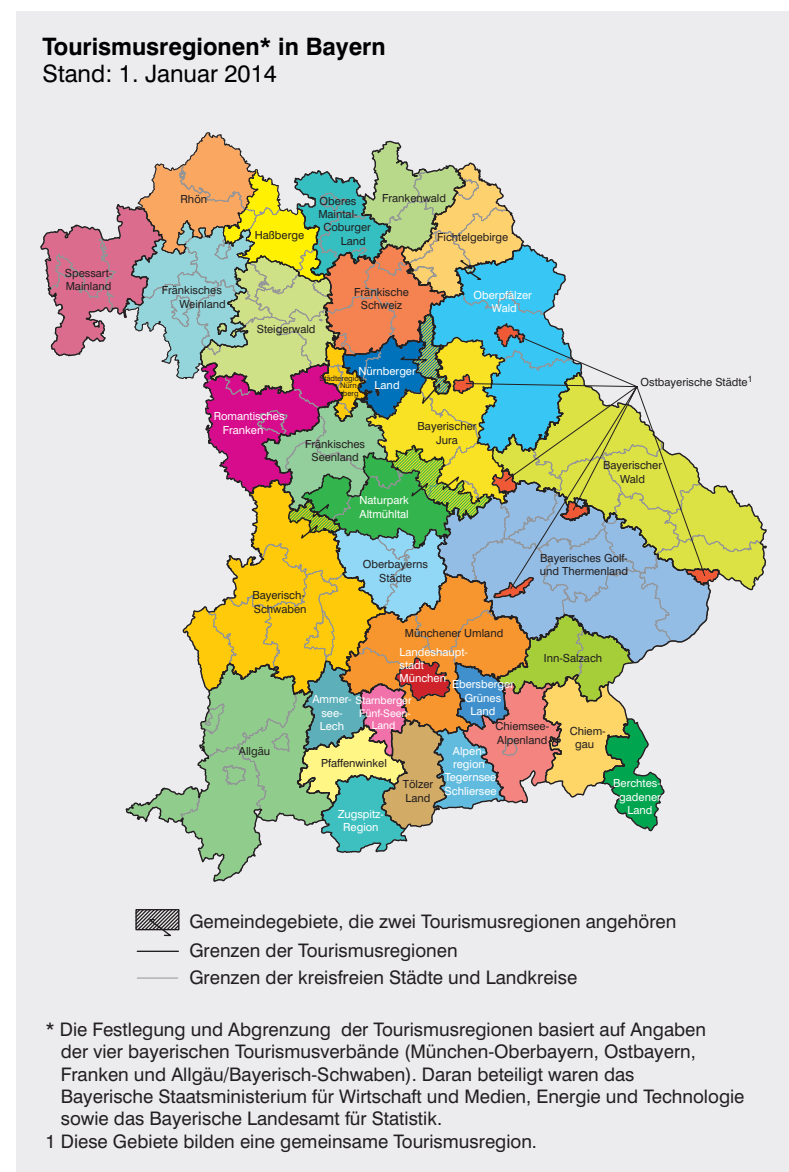 Tourismusregionen* in Bayern
Stand: 1. Januar 2014
Rhön
Haßberge
Oberes
Maintal-
Coburger
Land
Frankenwald
Fichtelgebirge
Spessart-
Mainland
Fränkisches
Weinland
Steigerwald
Fränkische
Schweiz
Oberpfälzer
Wald
Städteregion
Nürn-
berg
Nürnberger-
Land
Ostbayerische Städte¹
Romantisches
Franken
Fränkisches
Seenland
Bayerischer
Jura
Bayerischer
Wald
Naturpark
Altmühltal
Oberbayerns
Städte
Bayerisches Golf-
und Thermenland
Bayerisch-
Schwaben
Münchener Umland
Landeshaupt-
stadt
München
Inn-Salzach
Ebersberger
Grünes
Land
Ammer-
see-
Lech
Starnberger
Fünf-Seen-
Land
Chiemsee-
Alpenland
Chiem-
gau
Allgäu
Pfaffenwinkel
Tölzer
Land
Alpen-
region
Tegernsee
Schliersee
Berchtes-
gadener
Land
Zugspitz-
Region
Gemeindegebiete, die zwei Tourismusregionen angehören
Grenzen der Tourismusregionen
Grenzen der kreisfreien Städte und Landkreise
* Die Festlegung und Abgrenzung der Tourismusregionen basiert auf Angaben
der vier bayerischen Tourismusverbände (München-Oberbayern, Ostbayern,
Franken und Allgäu/Bayerisch-Schwaben). Daran beteiligt waren das
Bayerische Staatsministerium für Wirtschaft und Medien, Energie und Technologie
sowie das Bayerische Landesamt für Statistik.
1 Diese Gebiete bilden eine gemeinsame Tourismusregion.